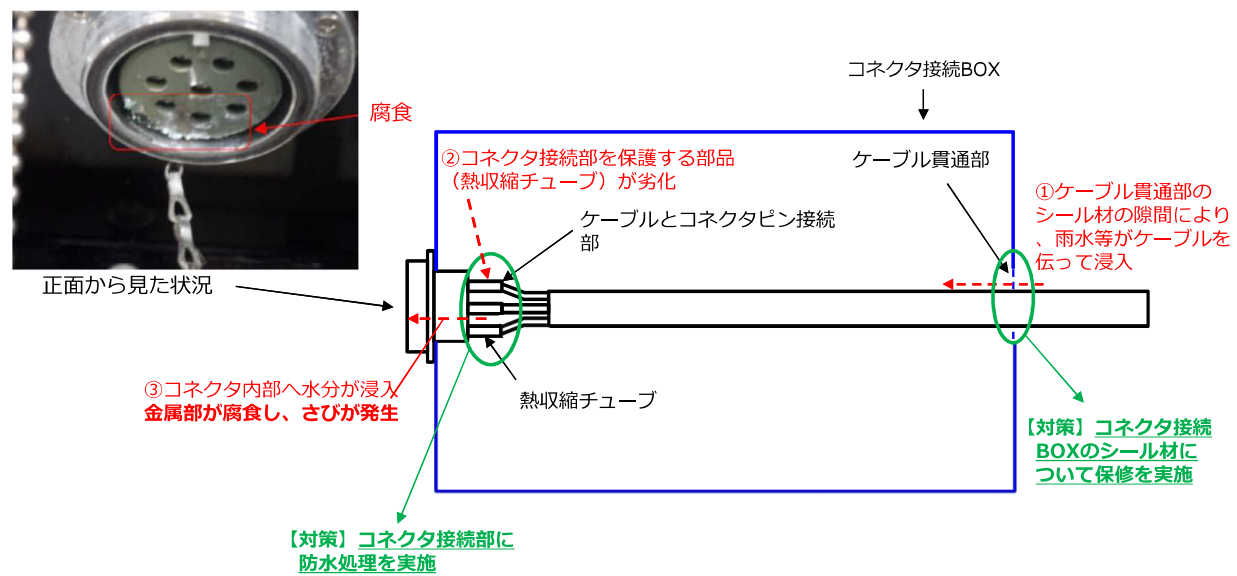 腐食
コネクタ接続BOX
②コネクタ接続部を保護する部品
（熱収縮チューブ）が劣化
ケーブル貫通部
①ケーブル貫通部の
シール材の隙間により
、雨水等がケーブルを
伝って浸入
ケーブルとコネクタピン接続
部
正面から見た状況
③コネクタ内部へ水分が浸入
金属部が腐食し、さびが発生
熱収縮チューブ
【対策】コネクタ接続
BOXのシール材に
ついて保修を実施
【対策】コネクタ接続部に
防水処理を実施